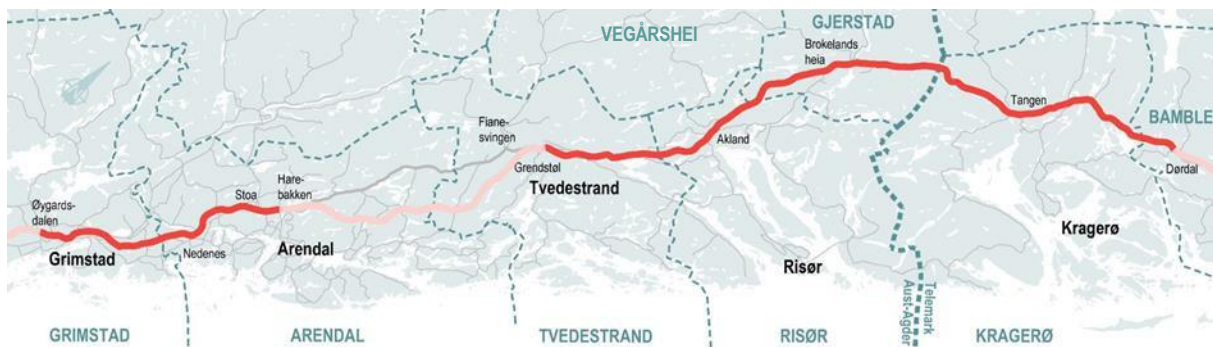 VEGÅRSHEI
GJERSTAD
Brokelands
heia
Tangen
BAMBLE
Fiane-
svingen
Akland
Grendstøl
Tvedestrand
Dørdal
Stoa
Hare-
bakken
Øygards-
dalen
Grimstad
Nedenes
Arendal
Risør
Kragerø
Telemark
Aust-Agder
GRIMSTAD
ARENDAL
TVEDESTRAND
RISØR
KRAGERØ